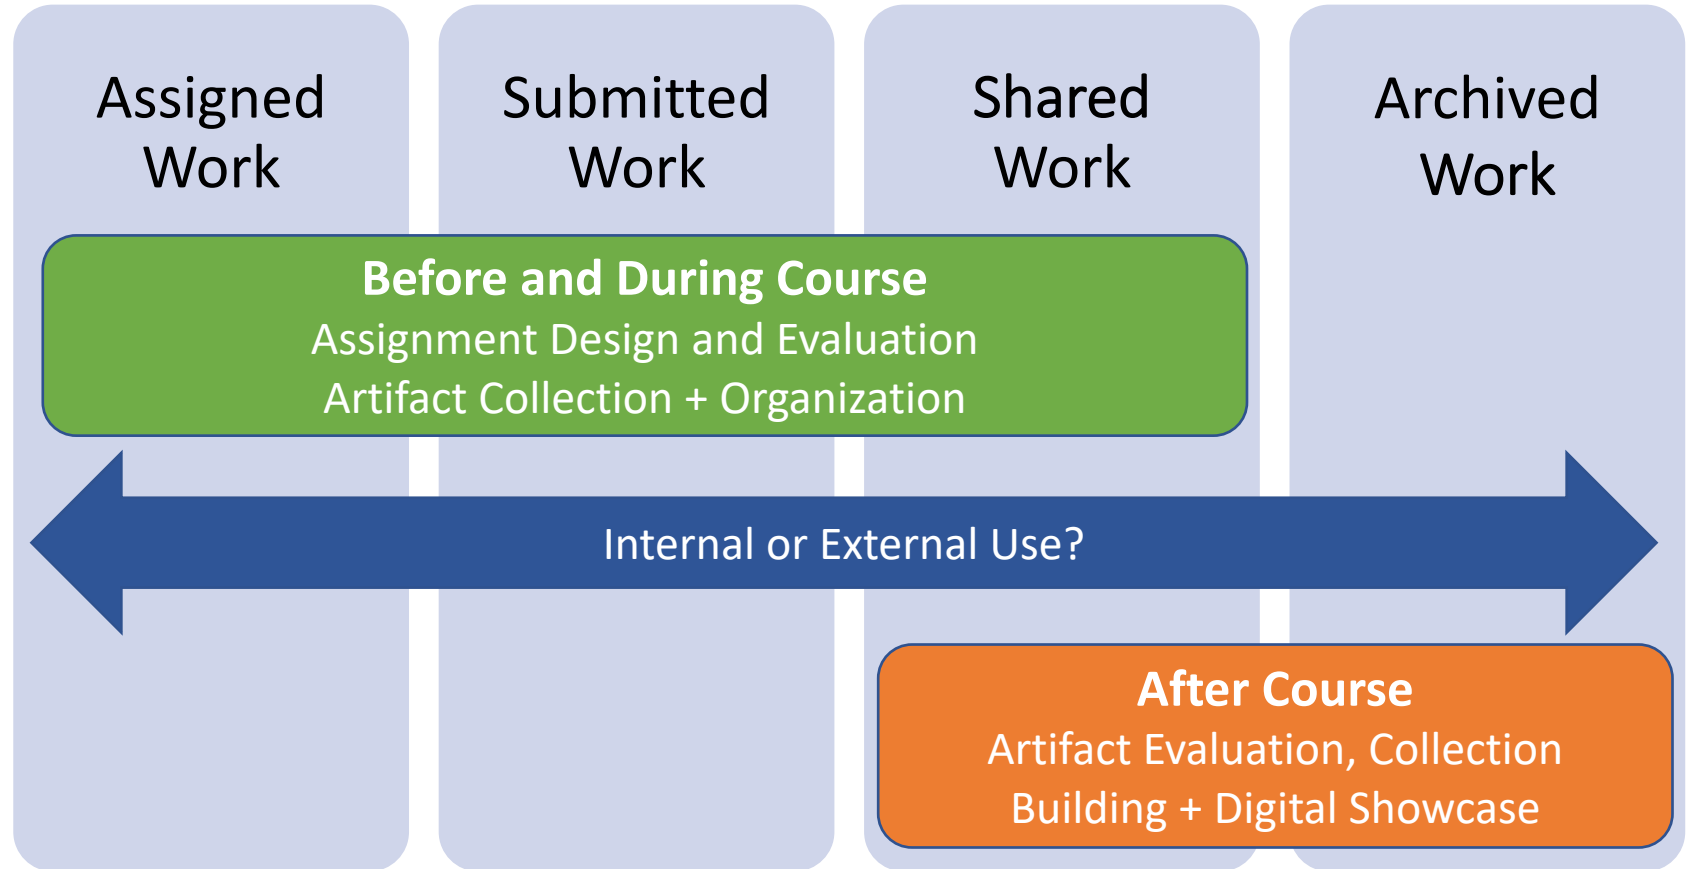 Assigned
Work
Submitted
Work
Shared
Work
Archived
Work
Before and During Course
Assignment Design and Evaluation
Artifact Collection + Organization
Internal or External Use?
After Course
Artifact Evaluation, Collection
Building + Digital Showcase